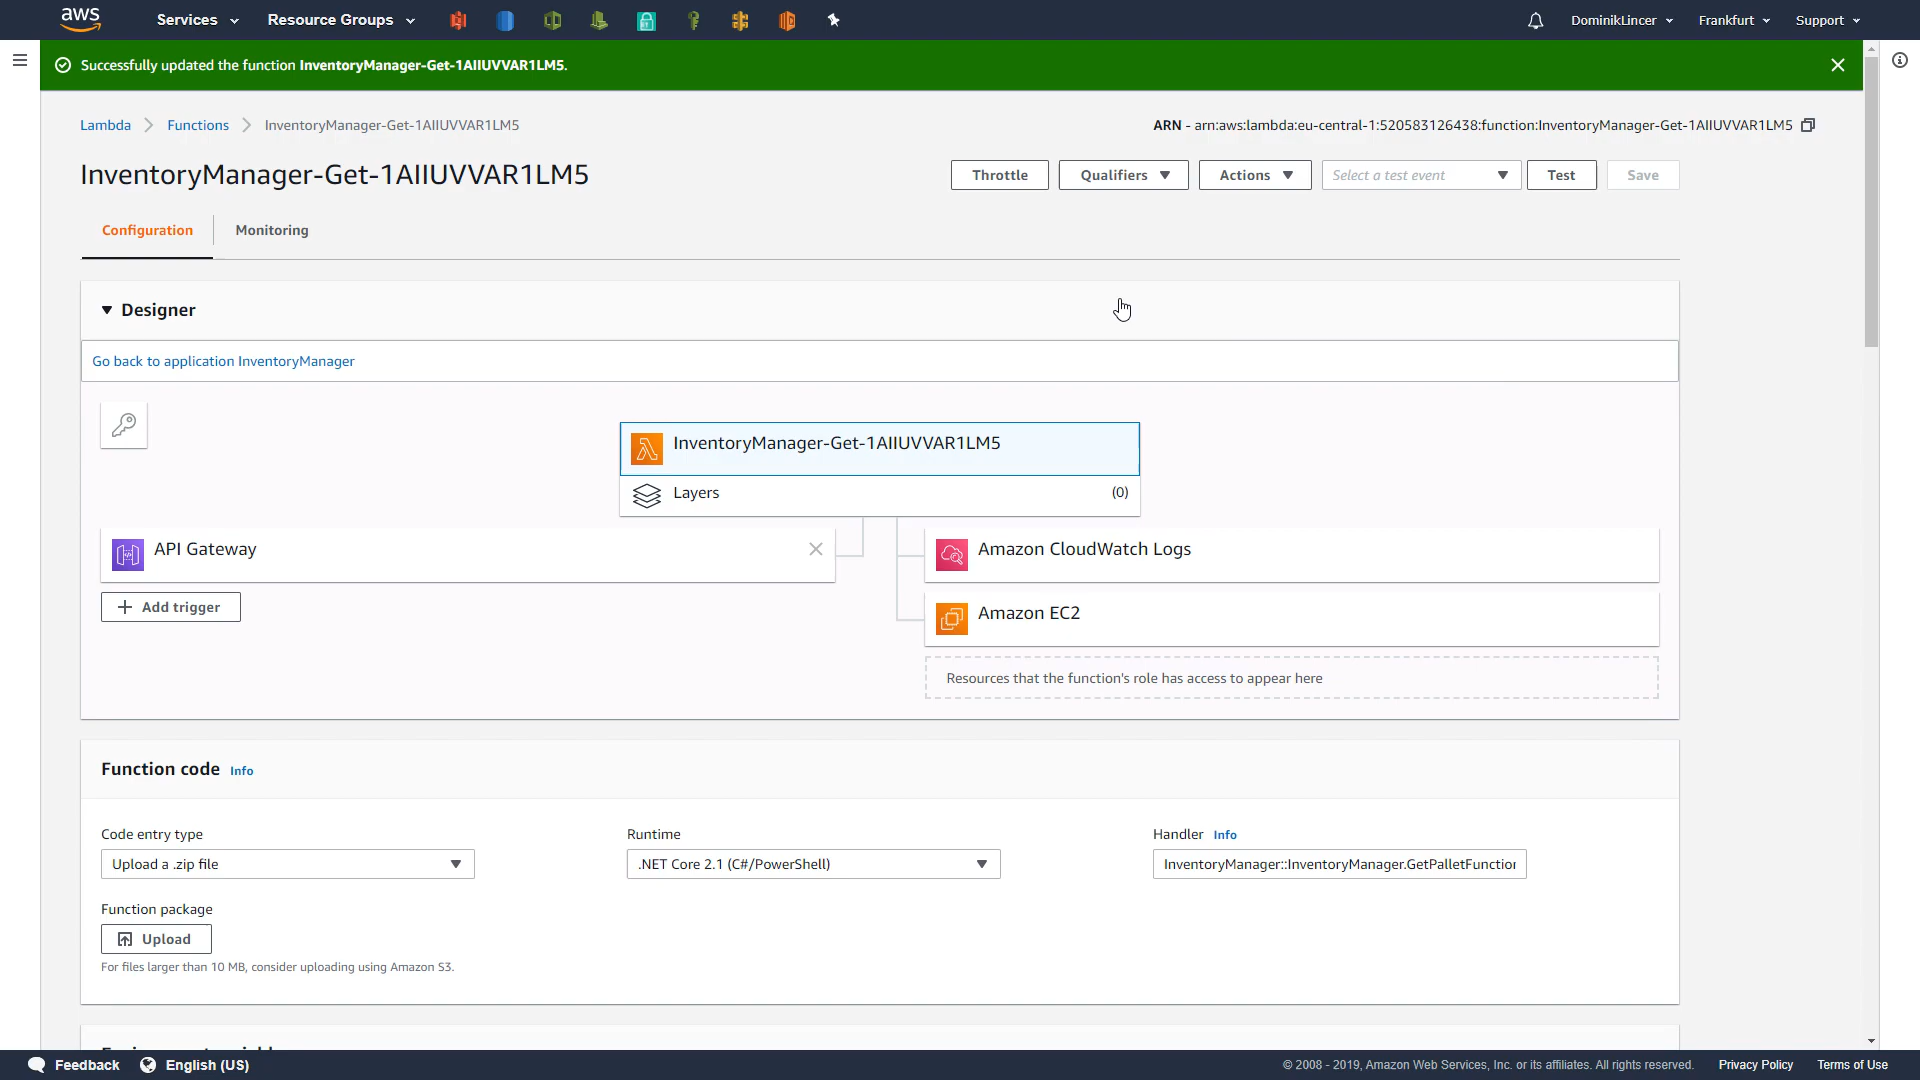 aws Services Resource Groups DominikLincer Frankfurt Support
Successfully updated the function InventoryManager-Get-1AIIUVVAR1LM5.
Lambda Functions InventoryManager-Get-1AIIUVVAR1LM5 ARN - arn:aws:lambda:eu-central-1:520583126438:function:InventoryManager-Get-1AIIUVVAR1LM5
InventoryManager-Get-1AIIUVVAR1LM5 Throttle Qualifiers Actions Select a test event Test Save
Configuration Monitoring
Designer
Go back to application InventoryManager
InventoryManager-Get-1AIIUVVAR1LM5
Layers (0)
API Gateway Amazon CloudWatch Logs
Add trigger Amazon EC2
Resources that the function's role has access to appear here
Function code Info
Code entry type Runtime Handler Info
Upload a .zip file .NET Core 2.1 (C#/PowerShell) InventoryManager::InventoryManager.GetPalletFunction
Function package
Upload
For files larger than 10 MB, consider uploading using Amazon S3.
Feedback English (US) © 2008 - 2019, Amazon Web Services, Inc. or its affiliates. All rights reserved. Privacy Policy Terms of Use